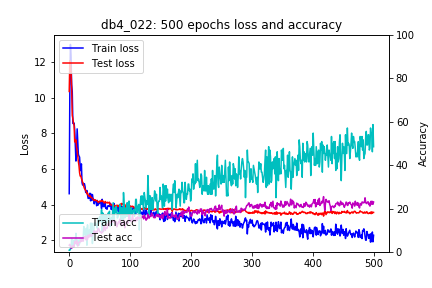 db4_022: 500 epochs loss and accuracy
Train loss
Test loss
Train acc
Test acc
Loss
12
10
8
6
4
2
Accuracy
100
80
60
40
20
0
0
100
200
300
400
500